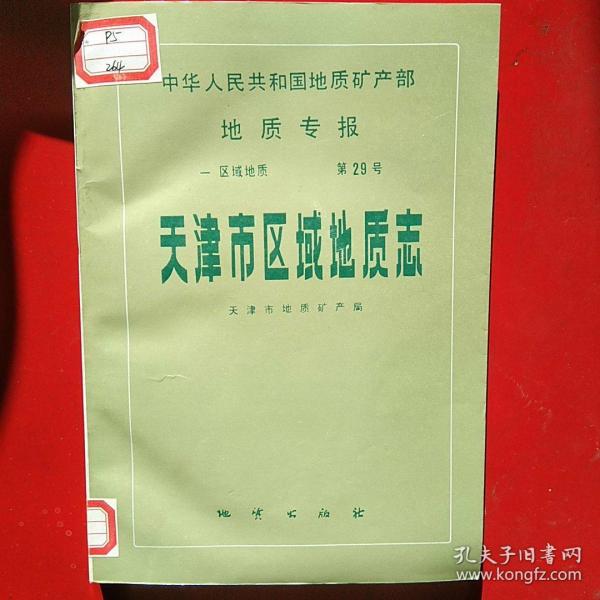 P5
264
中华人民共和国地质矿产部
地质专报
一 区域地质 第29号
天津市区域地质志
天津市地质矿产局
地质出版社
孔夫子旧书网
www.kongfz.com